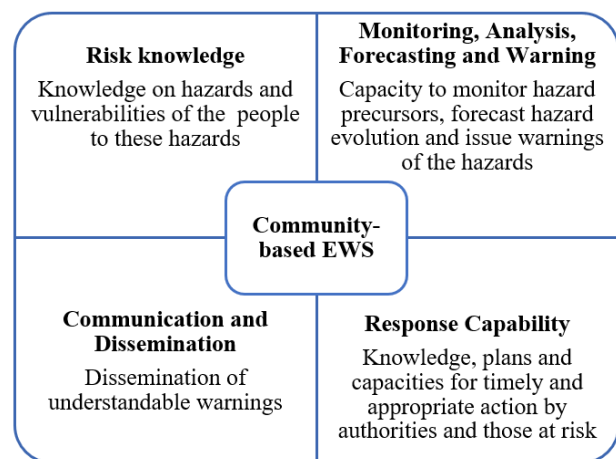 Risk knowledge
Knowledge on hazards and
vulnerabilities of the people
to these hazards
Monitoring, Analysis,
Forecasting and Warning
Capacity to monitor hazard
precursors, forecast hazard
evolution and issue warnings
of the hazards
Community-
based EWS
Communication and
Dissemination
Dissemination of
understandable warnings
Response Capability
Knowledge, plans and
capacities for timely and
appropriate action by
authorities and those at risk